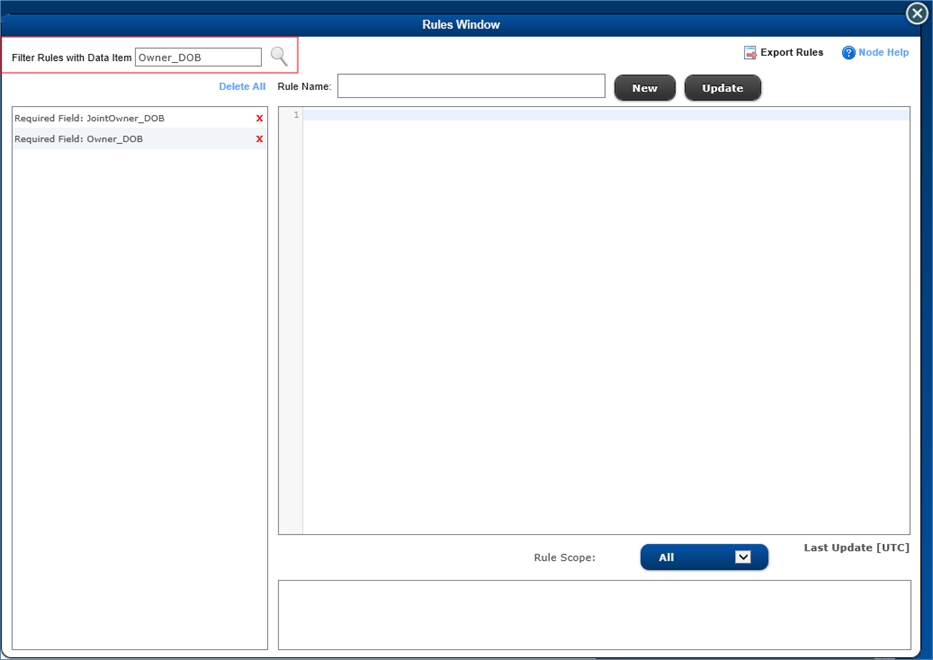 Rules Window
Filter Rules with Data Item Owner_DOB
Export Rules
? Node Help
Delete All
Rule Name:
New
Update
Required Field: JointOwner_DOB X
Required Field: Owner_DOB X
1
Last Update [UTC]
Rule Scope:
All